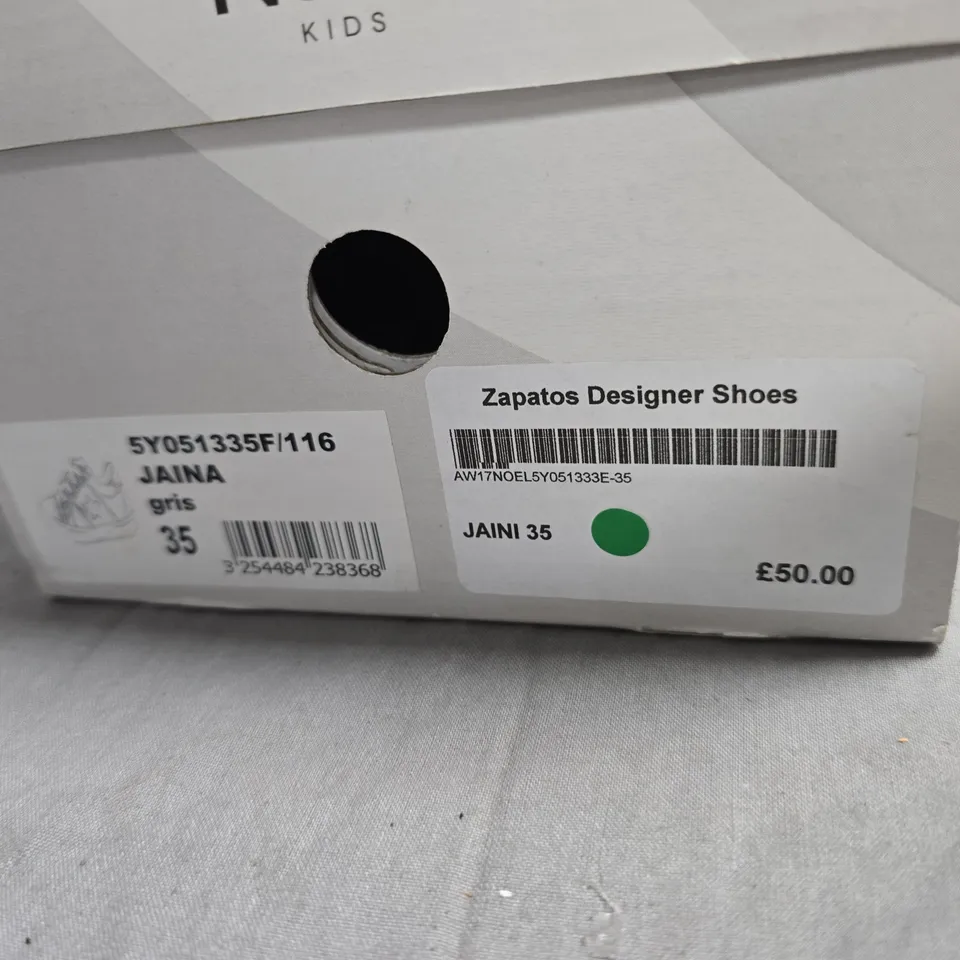 KIDS
5Y051335F/116
JAINA
gris
35
3 254484 238368
Zapatos Designer Shoes
AW17NOEL5Y051333E-35
JAINI 35
£50.00